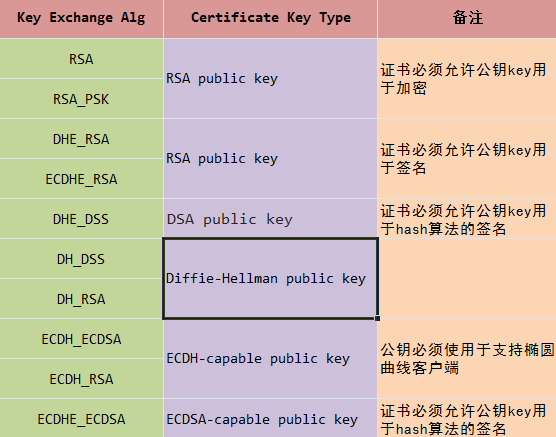 Key Exchange Alg Certificate Key Type 备注
RSA
RSA_PSK
RSA public key
证书必须允许公钥key用
于加密
DHE_RSA
ECDHE_RSA
RSA public key
证书必须允许公钥key用
于签名
DHE_DSS
DSA public key
证书必须允许公钥key用
于hash算法的签名
DH_DSS
DH_RSA
Diffie-Hellman public key
ECDH_ECDSA
ECDH_RSA
ECDH-capable public key
公钥必须使用于支持椭圆
曲线客户端
ECDHE_ECDSA
ECDSA-capable public key
证书必须允许公钥key用
于hash算法的签名